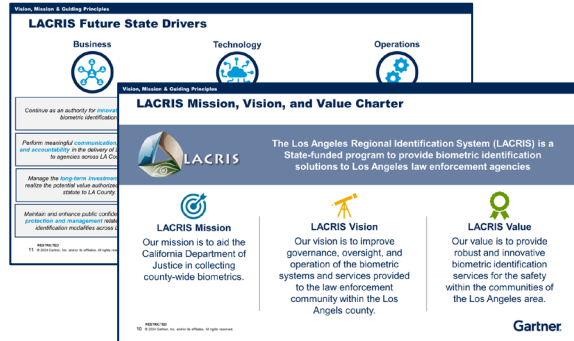 Vision, Mission & Guiding Principles
LACRIS Future State Drivers
Business
Technology
Operations
Continue as an authority for
biometric identification
Perform meaningful communication,
and accountability in the delivery of
to agencies across LA
Manage the long-term
realize the potential value authorized
statute to LA County.
Maintain and enhance public
protection and management
identification modalities across
RESTRICTED
11 © 2024 Gartner, Inc. and/or its affiliates. All rights
Vision, Mission & Guiding Principles
LACRIS Mission, Vision, and Value Charter
LACRIS
The Los Angeles Regional Identification System (LACRIS) is a
State-funded program to provide biometric identification
solutions to Los Angeles law enforcement agencies
LACRIS Mission
Our mission is to aid the
California Department of
Justice in collecting
county-wide biometrics.
LACRIS Vision
Our vision is to improve
governance, oversight, and
operation of the biometric
systems and services provided
to the law enforcement
community within the Los
Angels county.
LACRIS Value
Our value is to provide
robust and innovative
biometric identification
services for the safety
within the communities of
the Los Angeles area.
RESTRICTED
10 © 2024 Gartner, Inc. and/or its affiliates. All rights reserved.
Gartner